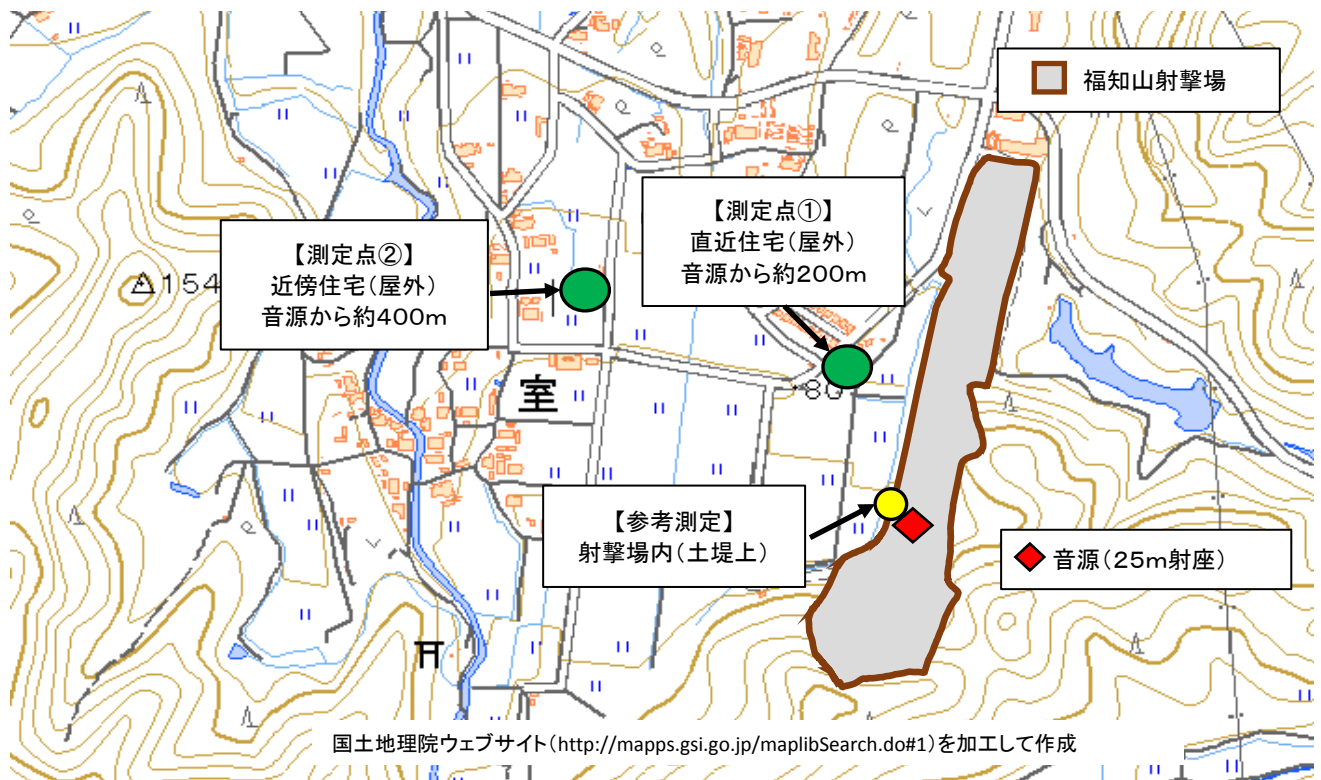 福知山射撃場
【測定点①】
直近住宅(屋外)
音源から約200m
【測定点②】
近傍住宅(屋外)
音源から約400m
154
・80
室
【参考測定】
射撃場内(土堤上)
音源(25m射座)
国土地理院ウェブサイト(http://mapps.gsi.go.jp/maplibSearch.do#1)を加工して作成